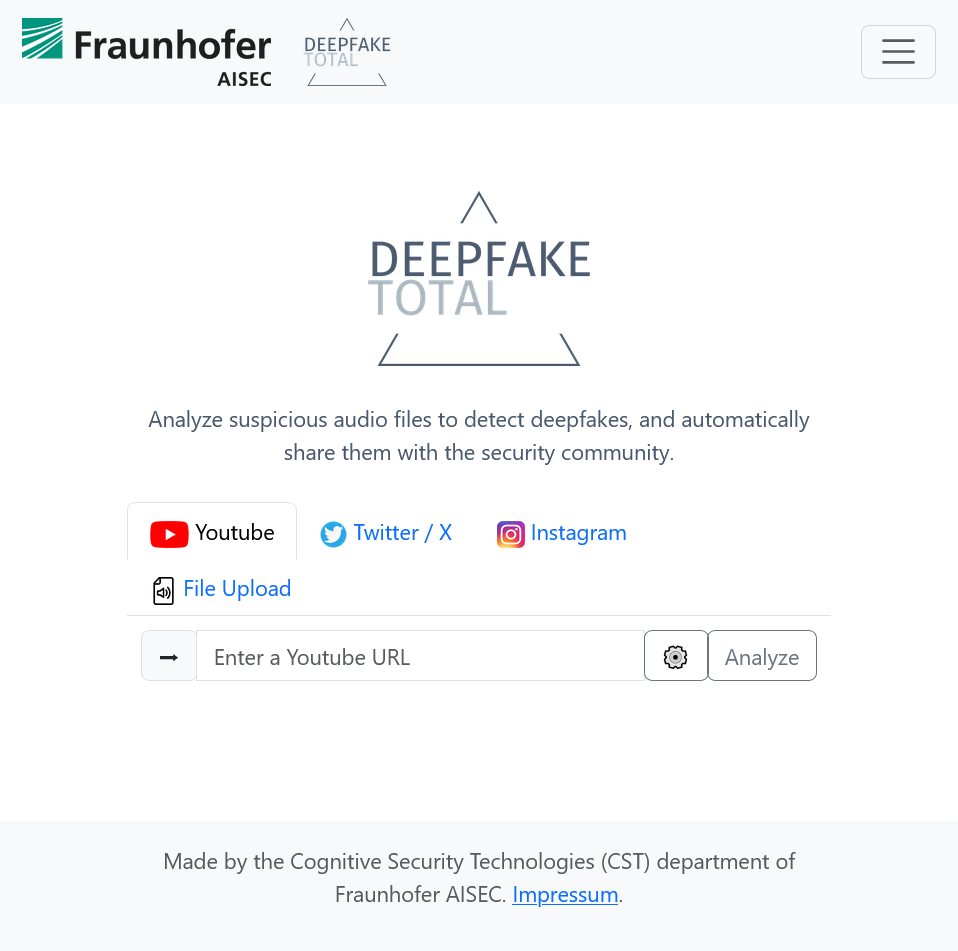 Fraunhofer
AISEC
DEEPFAKE
TOTAL
DEEPFAKE
TOTAL
Analyze suspicious audio files to detect deepfakes, and automatically
share them with the security community.
Youtube
Twitter / X
Instagram
File Upload
Enter a Youtube URL
Analyze
Made by the Cognitive Security Technologies (CST) department of
Fraunhofer AISEC. Impressum.